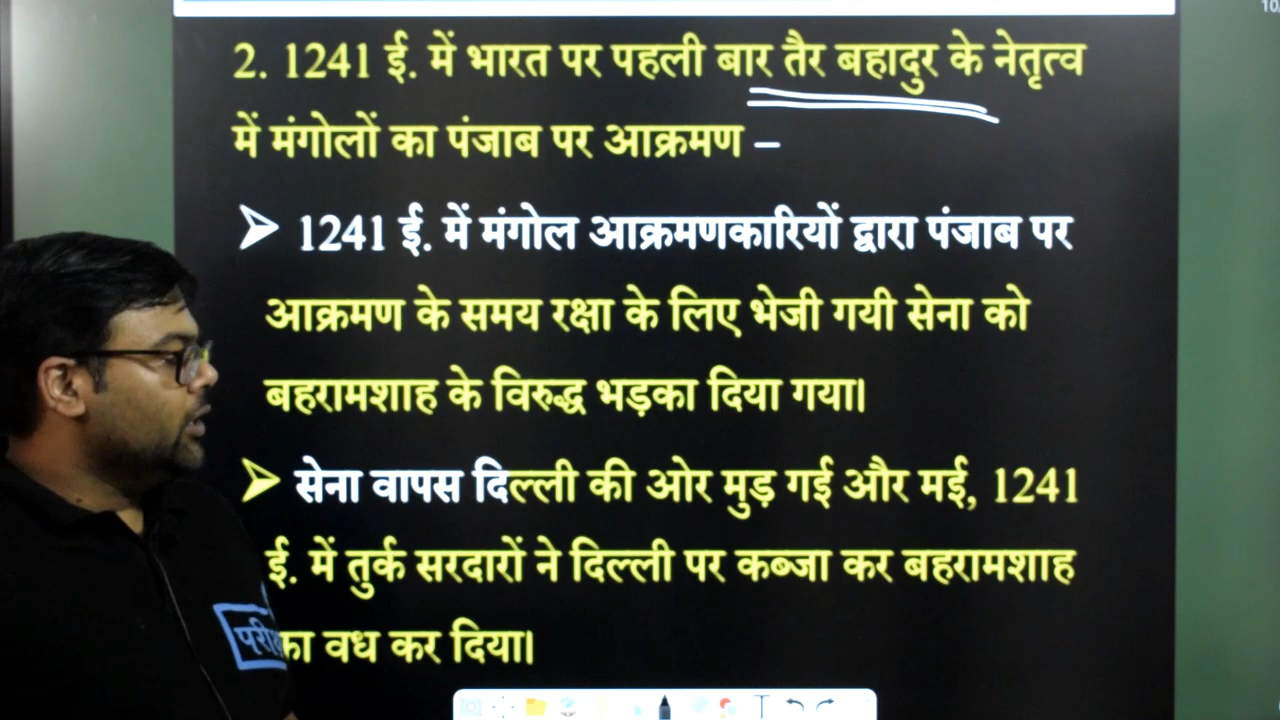 2. 1241 ई. में भारत पर पहली बार तैर बहादुर के नेतृत्व
में मंगोलों का पंजाब पर आक्रमण –
➢ 1241 ई. में मंगोल आक्रमणकारियों द्वारा पंजाब पर
आक्रमण के समय रक्षा के लिए भेजी गयी सेना को
बहरामशाह के विरुद्ध भड़का दिया गया।
➢ सेना वापस दिल्ली की ओर मुड़ गई और मई, 1241
ई. में तुर्क सरदारों ने दिल्ली पर कब्जा कर बहरामशाह
का वध कर दिया।